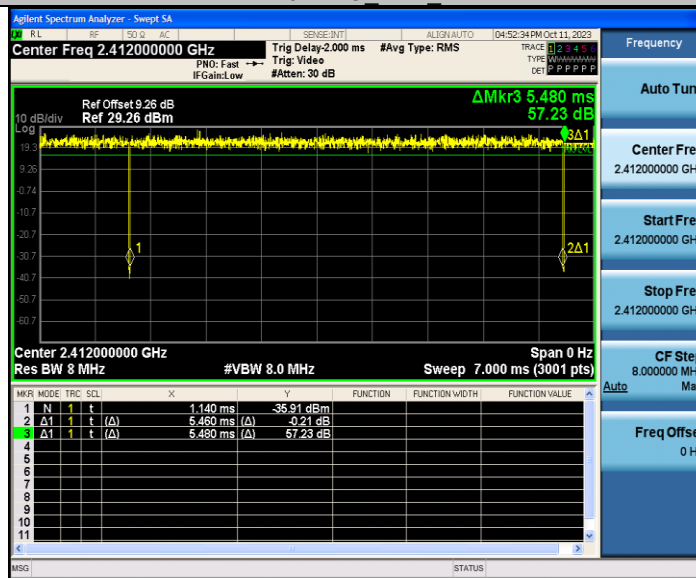 Agilent Spectrum Analyzer - Swept SA
RL RF 50 Ω AC SENSE:INT ALIGN AUTO 04:52:34 PM Oct 11, 2023
Center Freq 2.412000000 GHz
Trig Delay-2.000 ms #Avg Type: RMS TRACE 1 2 3 4 5 6
PNO: Fast Trig: Video TYPE WWWWWW
IFGain:Low #Atten: 30 dB DET P P P P P P
ΔMkr3 5.480 ms
57.23 dB
Ref Offset 9.26 dB
10 dB/div Ref 29.26 dBm
Log
19.3
9.26
-0.74
-10.7
-20.7
-30.7
-40.7
-50.7
-60.7
3Δ1
1
2Δ1
Center 2.412000000 GHz Span 0 Hz
Res BW 8 MHz #VBW 8.0 MHz Sweep 7.000 ms (3001 pts)
MKR MODE TRC SCL X Y FUNCTION FUNCTION WIDTH FUNCTION VALUE
1 N 1 t 1.140 ms -35.91 dBm
2 Δ1 1 t (Δ) 5.460 ms (Δ) -0.21 dB
3 Δ1 1 t (Δ) 5.480 ms (Δ) 57.23 dB
4
5
6
7
8
9
10
11
MSG STATUS
Frequency
Auto Tun
Center Fre
2.412000000 GH
Start Fre
2.412000000 GH
Stop Fre
2.412000000 GH
CF Ste
8.000000 MH
Auto Ma
Freq Offse
0 H